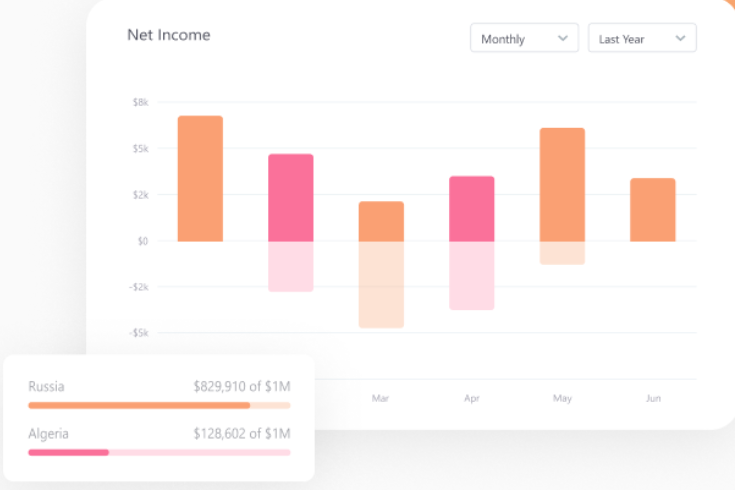 Net Income
Monthly
Last Year
$8k
$5k
$2k
$0
-$2k
-$5k
Mar
Apr
May
Jun
Russia $829,910 of $1M
Algeria $128,602 of $1M